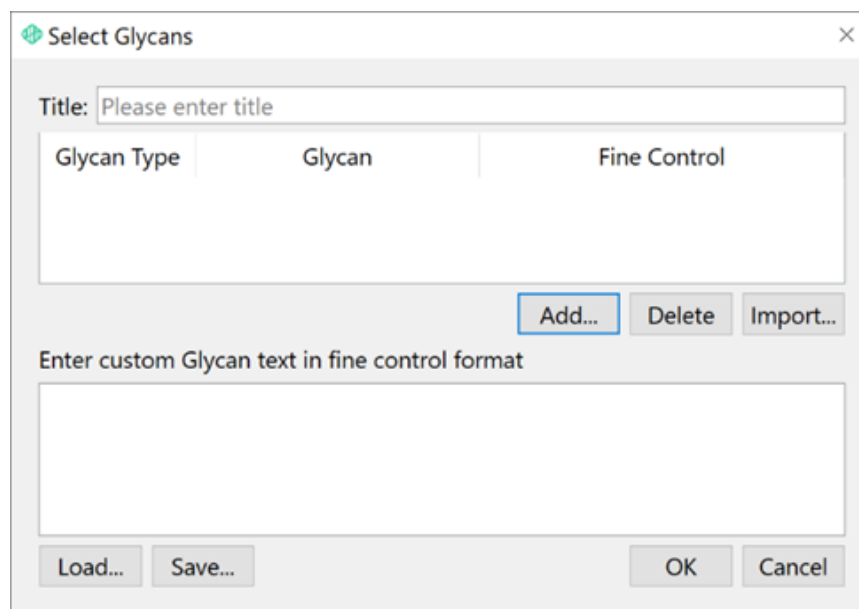 Select Glycans
Title: Please enter title
Glycan Type Glycan Fine Control
Add... Delete Import...
Enter custom Glycan text in fine control format
Load... Save... OK Cancel